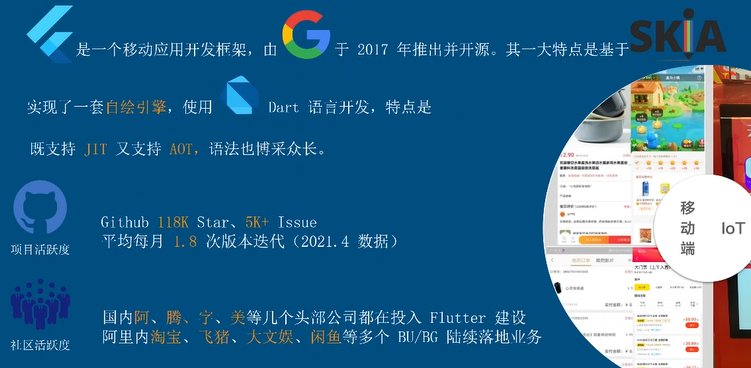 是一个移动应用开发框架，由 于 2017 年推出并开源。其一大特点是基于 SKIA
实现了一套自绘引擎，使用 Dart 语言开发，特点是
既支持 JIT 又支持 AOT，语法也博采众长。
Github 118K Star、5K+ Issue
平均每月 1.8 次版本迭代（2021.4 数据）
项目活跃度
国内阿、腾、字、美等几个头部公司都在投入 Flutter 建设
阿里内淘宝、飞猪、大文娱、闲鱼等多个 BU/BG 陆续落地业务
社区活跃度
移动端
IoT